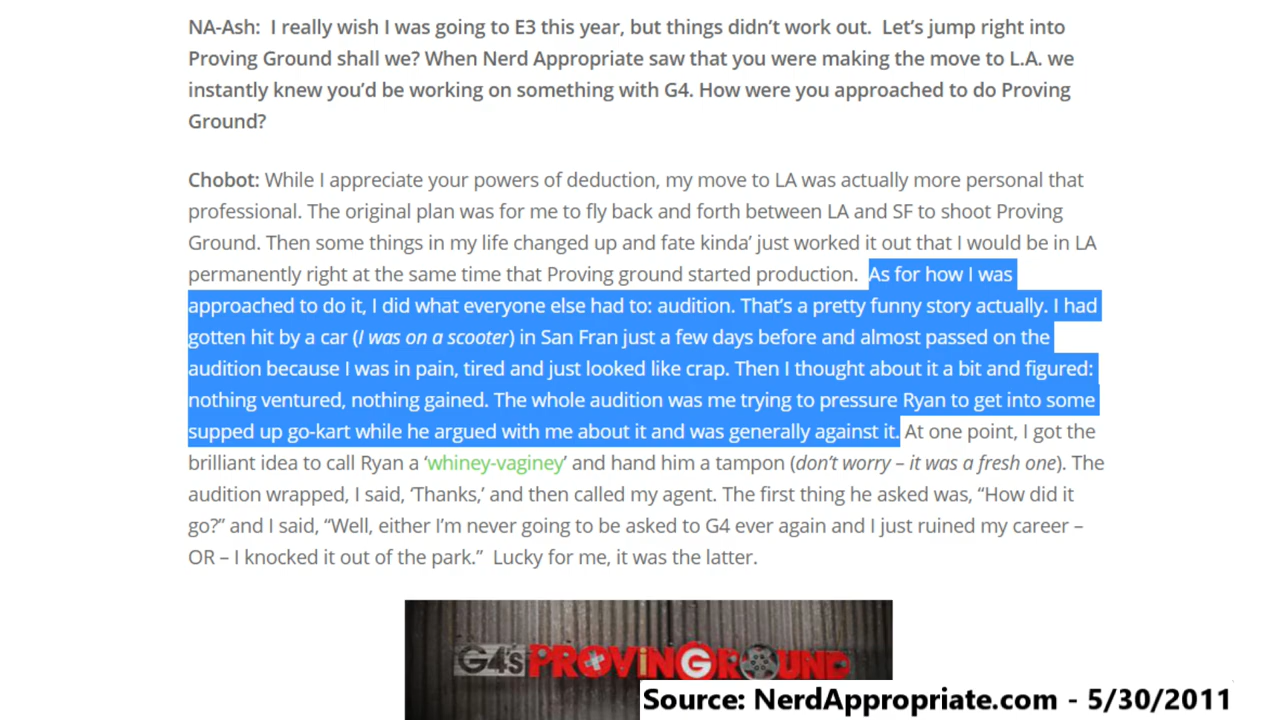 NA-Ash:  I really wish I was going to E3 this year, but things didn’t work out.  Let’s jump right into
Proving Ground shall we? When Nerd Appropriate saw that you were making the move to L.A. we
instantly knew you’d be working on something with G4. How were you approached to do Proving
Ground?
Chobot: While I appreciate your powers of deduction, my move to LA was actually more personal that
professional. The original plan was for me to fly back and forth between LA and SF to shoot Proving
Ground. Then some things in my life changed up and fate kinda’ just worked it out that I would be in LA
permanently right at the same time that Proving ground started production.  As for how I was
approached to do it, I did what everyone else had to: audition. That’s a pretty funny story actually. I had
gotten hit by a car (I was on a scooter) in San Fran just a few days before and almost passed on the
audition because I was in pain, tired and just looked like crap. Then I thought about it a bit and figured:
nothing ventured, nothing gained. The whole audition was me trying to pressure Ryan to get into some
supped up go-kart while he argued with me about it and was generally against it. At one point, I got the
brilliant idea to call Ryan a ‘whiney-vaginey’ and hand him a tampon (don’t worry – it was a fresh one). The
audition wrapped, I said, ‘Thanks,’ and then called my agent. The first thing he asked was, “How did it
go?” and I said, “Well, either I’m never going to be asked to G4 ever again and I just ruined my career –
OR – I knocked it out of the park.”  Lucky for me, it was the latter.
G4's PROVING GROUND
Source: NerdAppropriate.com - 5/30/2011